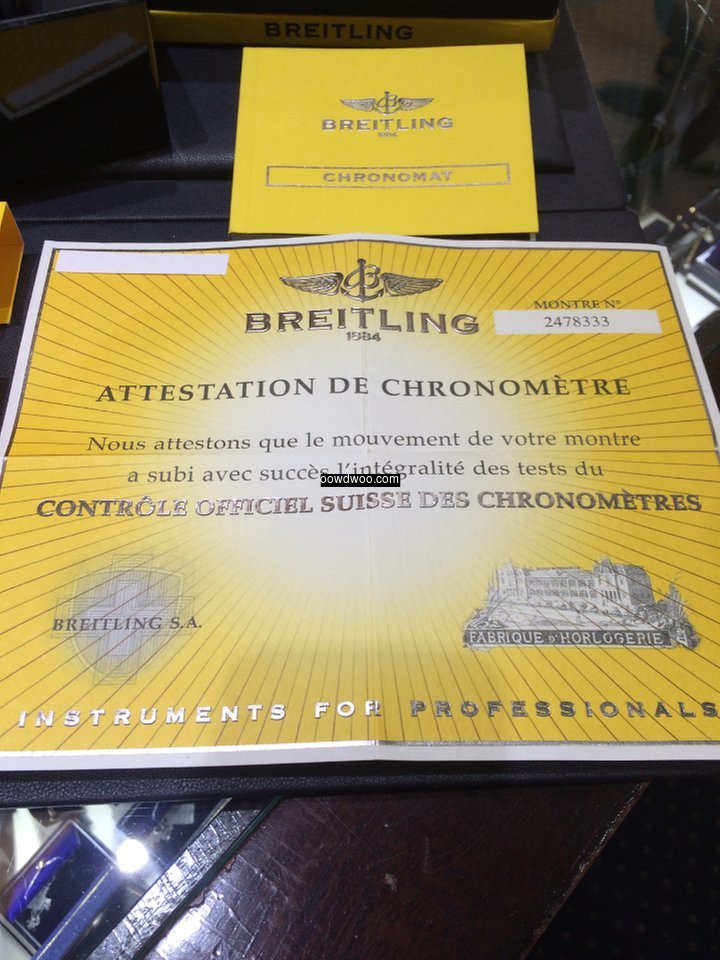 BREITLING
BREITLING
1884
CHRONOMAT
BREITLING
1884
MONTRE N°
2478333
ATTESTATION DE CHRONOMÈTRE
Nous attestons que le mouvement de votre montre
a subi avec succès l'intégralité des tests du
oowdwoo.com
CONTRÔLE OFFICIEL SUISSE DES CHRONOMÈTRES
BREITLING S.A.
FABRIQUE D'HORLOGERIE
INSTRUMENTS FOR PROFESSIONALS